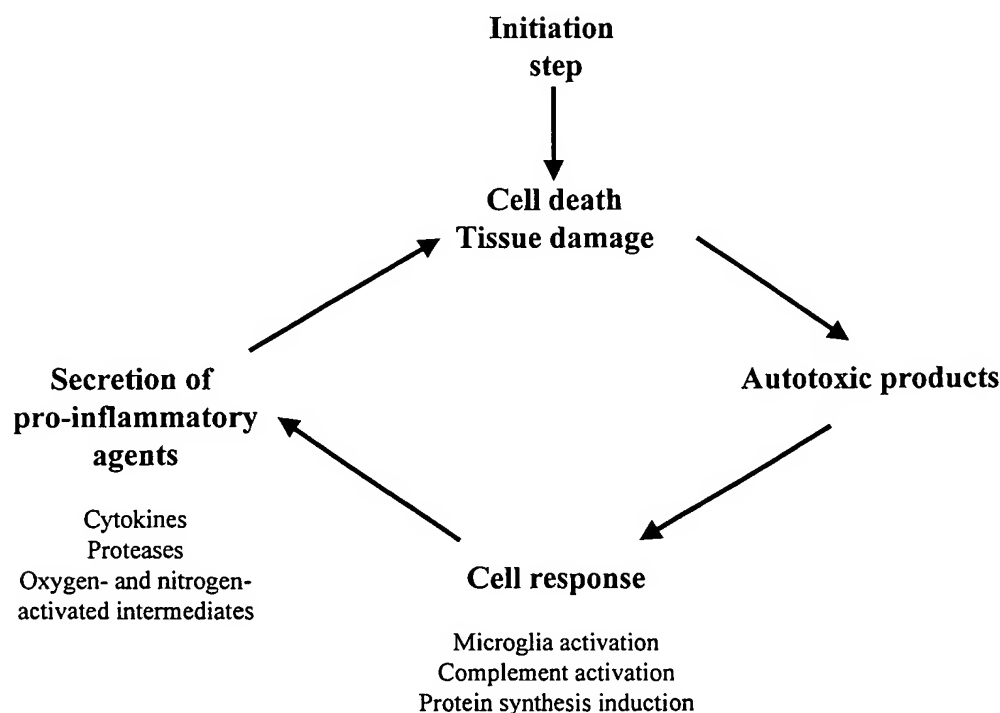 Initiation
step
Cell death
Tissue damage
Autotoxic products
Cell response
Microglia activation
Complement activation
Protein synthesis induction
Secretion of
pro-inflammatory
agents
Cytokines
Proteases
Oxygen- and nitrogen-
activated intermediates